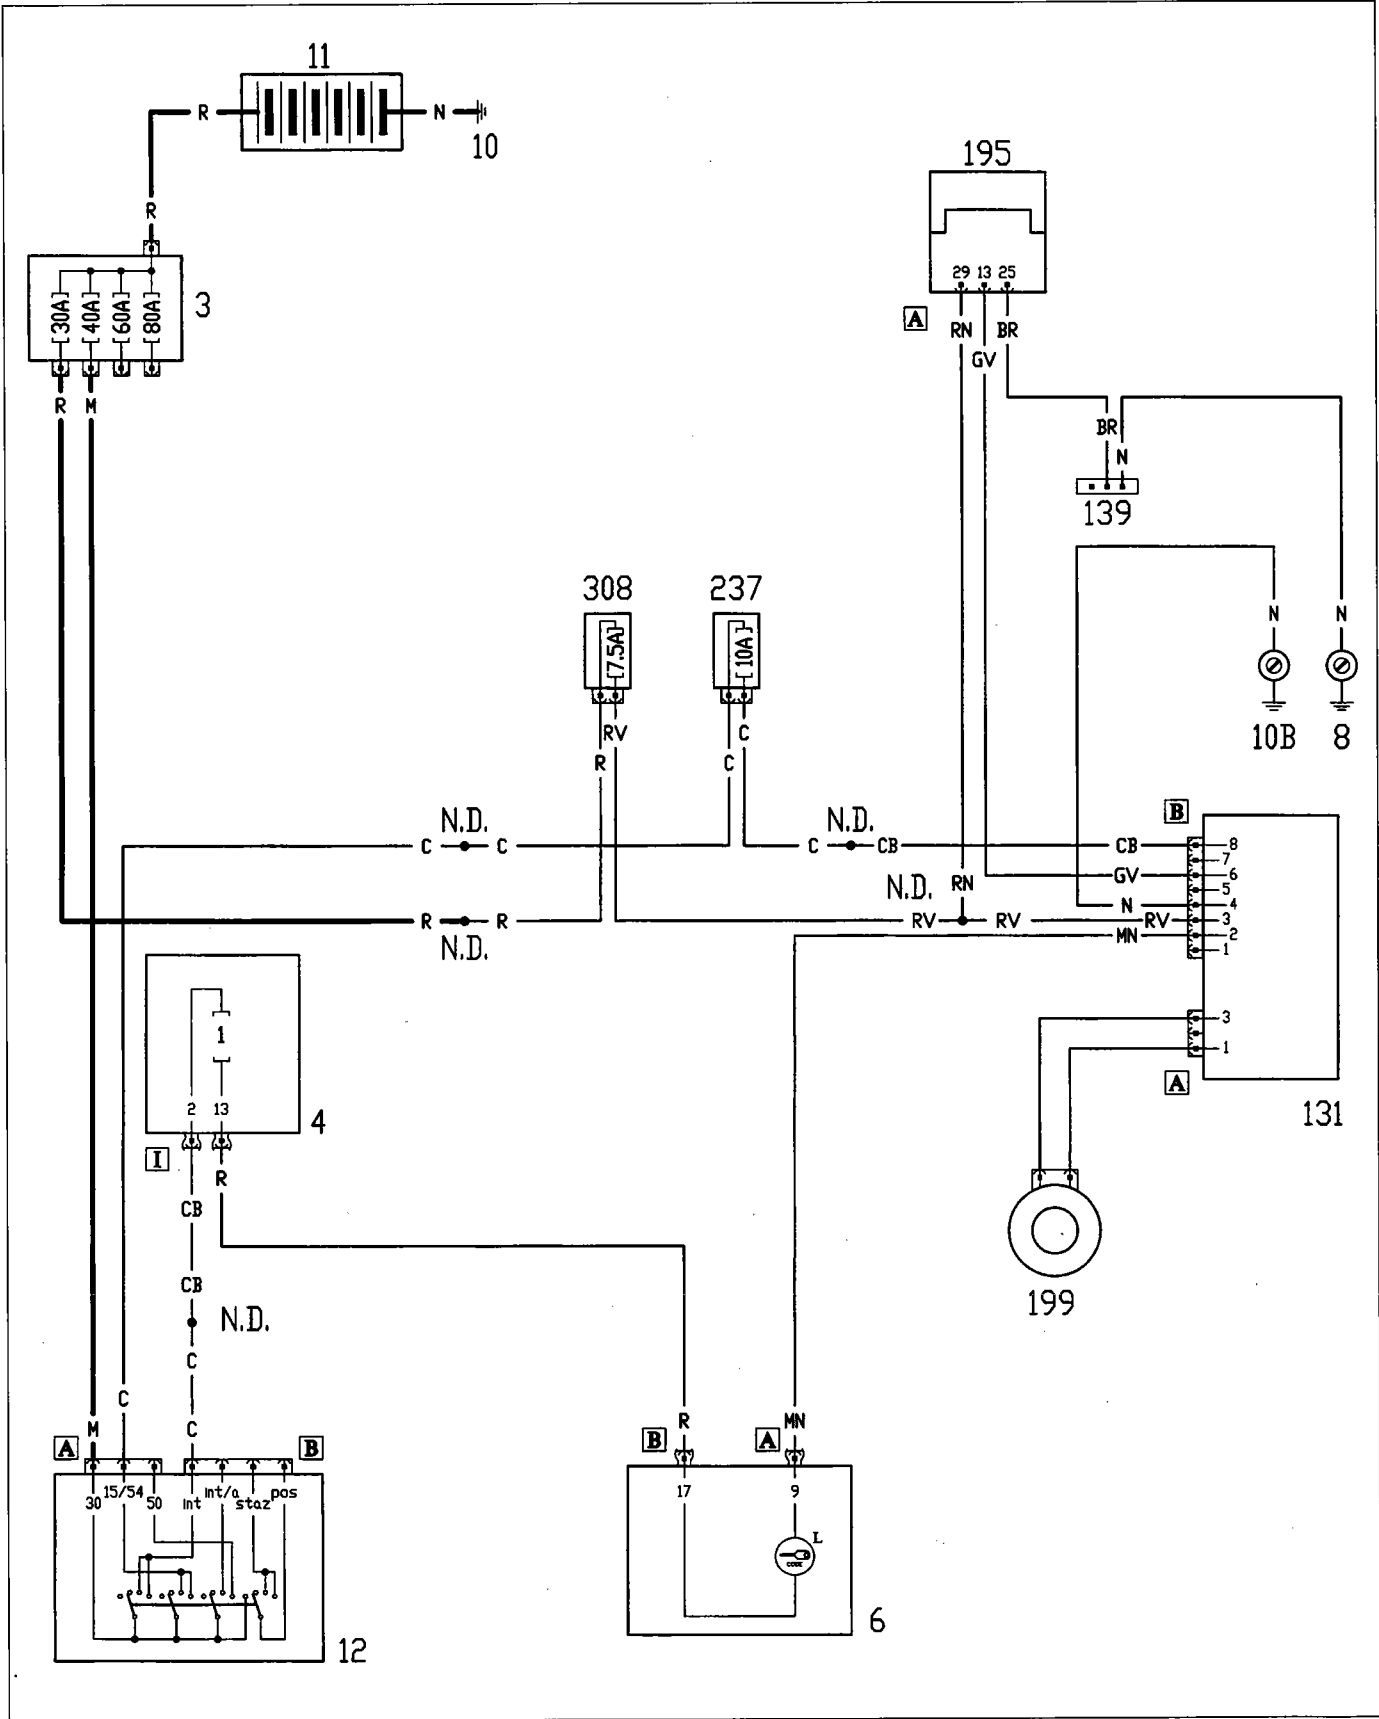 11
R
N
10
195
R
29 13 25
3
30A 40A 60A 80A
A
RN
BR
GV
R
M
BR
N
139
308
237
7.5A
10A
N
N
RV
C
R
C
10B
8
N.D.
N.D.
B
C
C
C
CB
CB
8
7
GV
6
N.D.
RN
5
N
4
R
R
RV
RV
RV
3
N.D.
MN
2
1
1
3
1
2 13
4
A
131
I
R
CB
CB
199
N.D.
C
C
M
C
R
MN
A
B
B
A
30
15/54
50
int
int/a
staz
pos
17
9
L
CODE
6
12